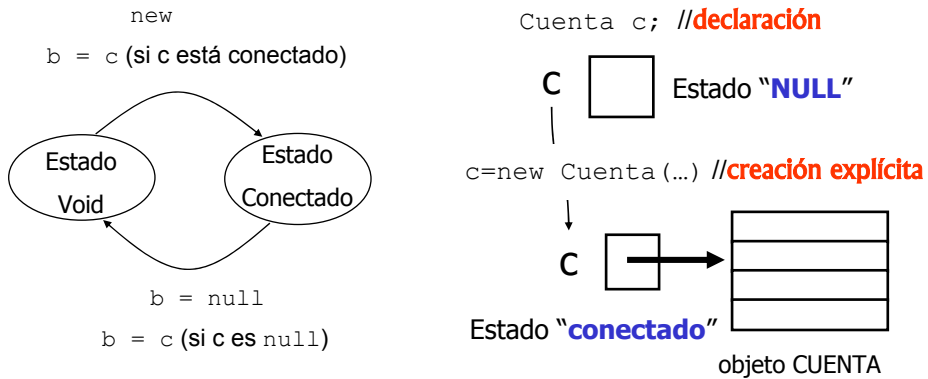 new
b = c (si c está conectado)
Estado
Void
Estado
Conectado
b = null
b = c (si c es null)
Cuenta c; //declaración
C
Estado “NULL”
c=new Cuenta(…) //creación explícita
C
Estado “conectado”
objeto CUENTA